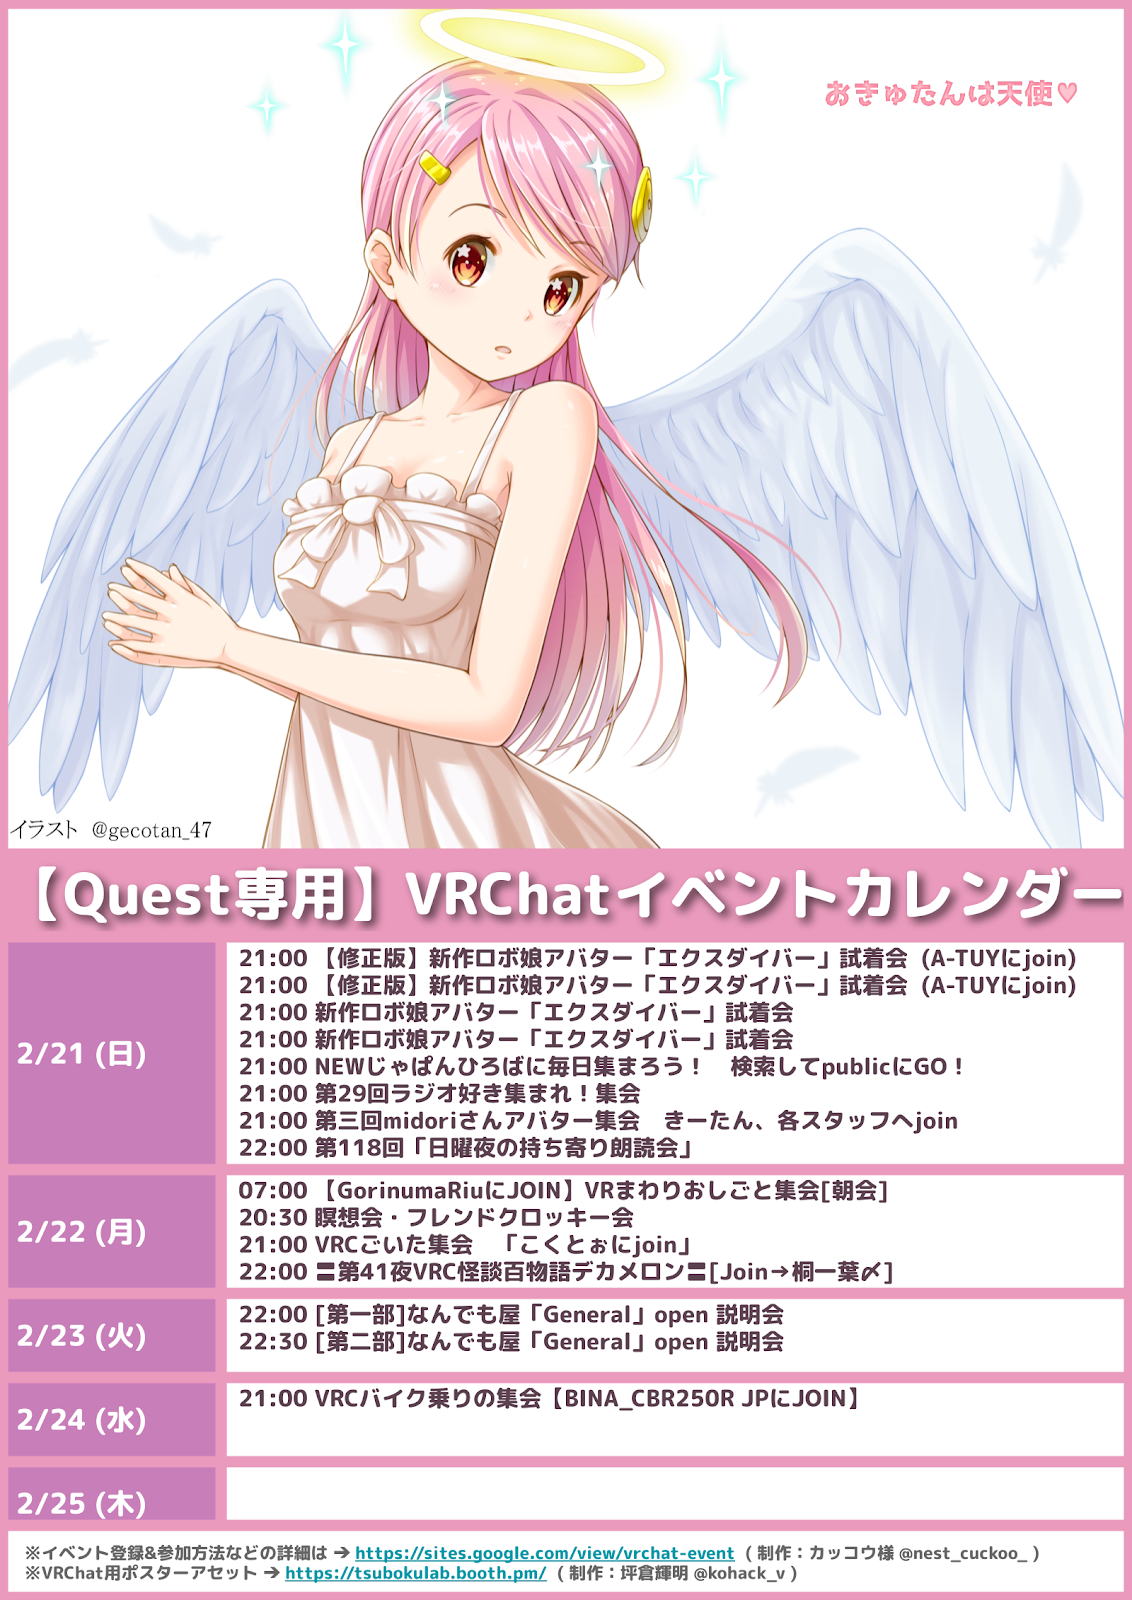 おきゅたんは天使♥
イラスト @gecotan_47
【Quest専用】VRChatイベントカレンダー
2/21 (日)
21:00 【修正版】新作ロボ娘アバター「エクスダイバー」試着会 (A-TUYにjoin)
21:00 【修正版】新作ロボ娘アバター「エクスダイバー」試着会 (A-TUYにjoin)
21:00 新作ロボ娘アバター「エクスダイバー」試着会
21:00 新作ロボ娘アバター「エクスダイバー」試着会
21:00 NEWじゃぱんひろばに毎日集まろう！　検索してpublicにGO！
21:00 第29回ラジオ好き集まれ！集会
21:00 第三回midoriさんアバター集会　きーたん、各スタッフへjoin
22:00 第118回「日曜夜の持ち寄り朗読会」
2/22 (月)
07:00 【GorinumaRiuにJOIN】VRまわりおしごと集会[朝会]
20:30 瞑想会・フレンドクロッキー会
21:00 VRCごいた集会　「こくとぉにjoin」
22:00 〓第41夜VRC怪談百物語デカメロン〓[Join→桐一葉〆]
2/23 (火)
22:00 [第一部]なんでも屋「General」open 説明会
22:30 [第二部]なんでも屋「General」open 説明会
2/24 (水)
21:00 VRCバイク乗りの集会【BINA_CBR250R JPにJOIN】
2/25 (木)
※イベント登録&参加方法などの詳細は → https://sites.google.com/view/vrchat-event ( 制作：カッコウ様 @nest_cuckoo_ )
※VRChat用ポスターアセット → https://tsubokulab.booth.pm/ ( 制作：坪倉輝明 @kohack_v )